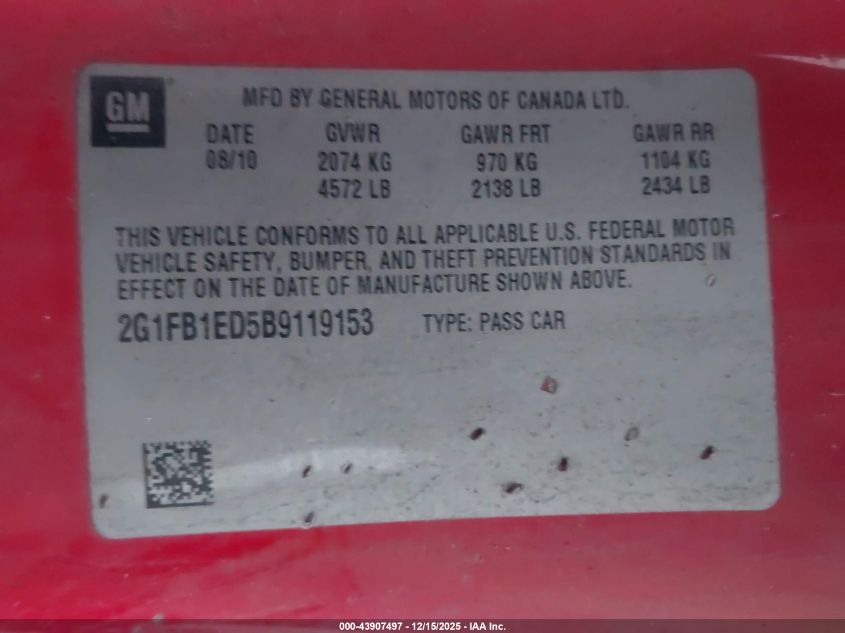 GM
MFD BY GENERAL MOTORS OF CANADA LTD.
DATE GVWR GAWR FRT GAWR RR
08/10 2074 KG 970 KG 1104 KG
4572 LB 2138 LB 2434 LB
THIS VEHICLE CONFORMS TO ALL APPLICABLE U.S. FEDERAL MOTOR
VEHICLE SAFETY, BUMPER, AND THEFT PREVENTION STANDARDS IN
EFFECT ON THE DATE OF MANUFACTURE SHOWN ABOVE.
2G1FB1ED5B9119153 TYPE: PASS CAR
000-43907497 - 12/15/2025 - IAA Inc.